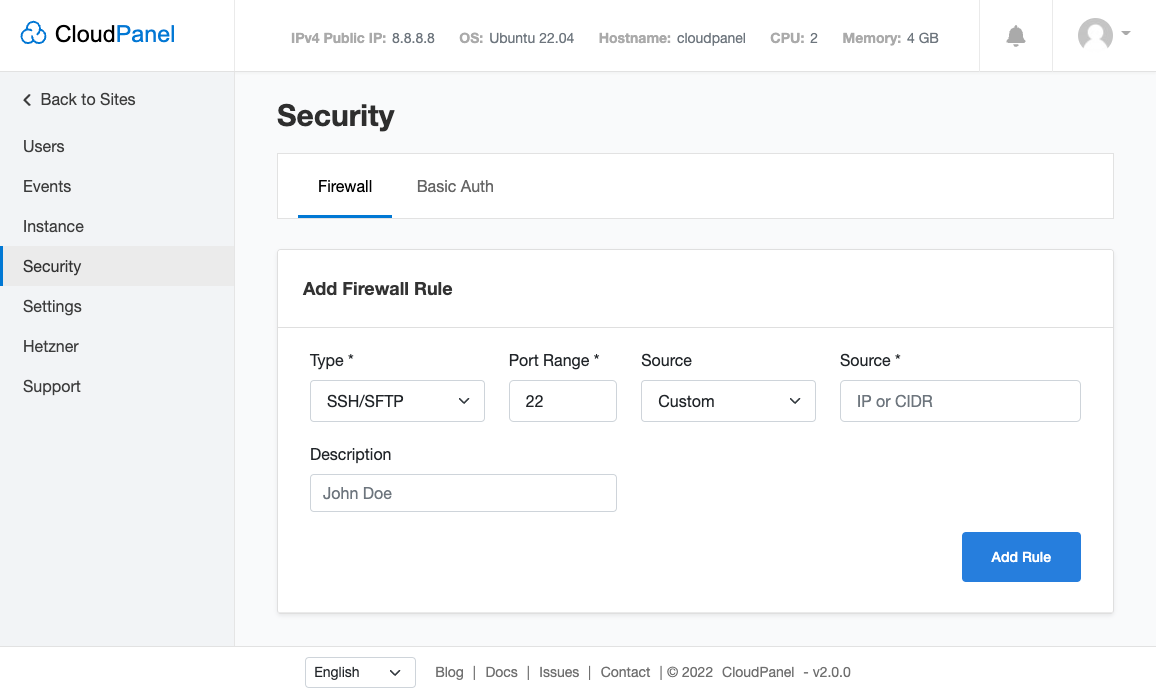 CloudPanel
IPv4 Public IP: 8.8.8.8 OS: Ubuntu 22.04 Hostname: cloudpanel CPU: 2 Memory: 4 GB
Back to Sites
Users
Events
Instance
Security
Settings
Hetzner
Support
Security
Firewall Basic Auth
Add Firewall Rule
Type * Port Range * Source Source *
SSH/SFTP 22 Custom IP or CIDR
Description
John Doe
Add Rule
English Blog | Docs | Issues | Contact | © 2022 CloudPanel - v2.0.0